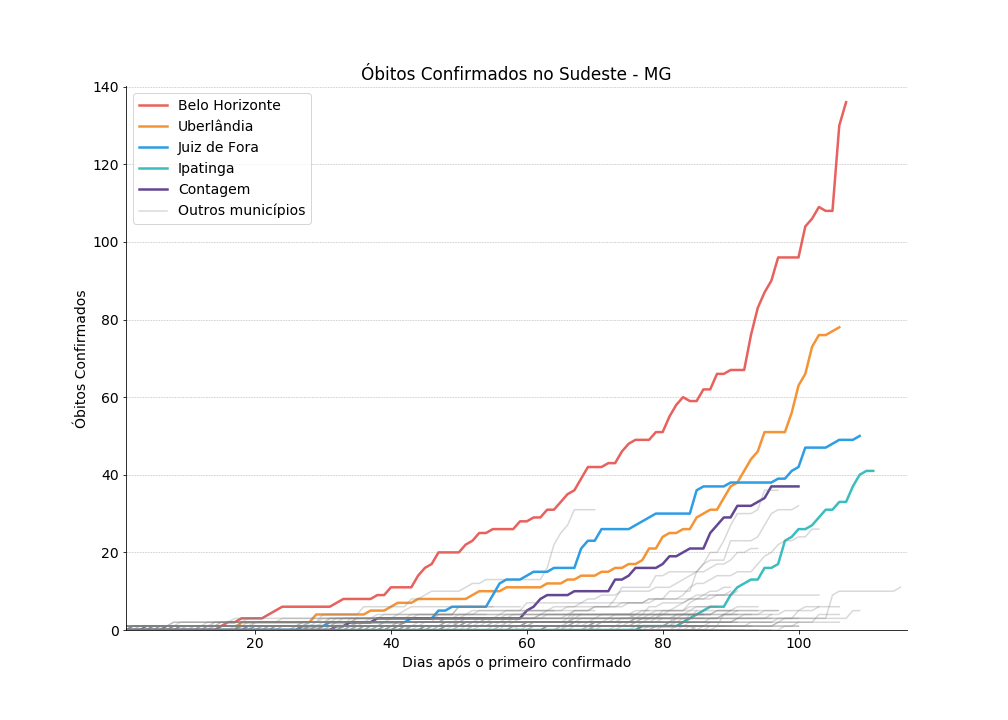 Óbitos Confirmados no Sudeste - MG
Belo Horizonte
Uberlândia
Juiz de Fora
Ipatinga
Contagem
Outros municípios
Óbitos Confirmados
140
120
100
80
60
40
20
0
20
40
60
80
100
Dias após o primeiro confirmado